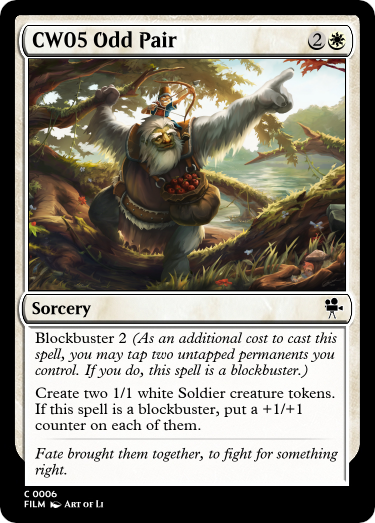 CW05 Odd Pair 2
Sorcery
Blockbuster 2 (As an additional cost to cast this
spell, you may tap two untapped permanents you
control. If you do, this spell is a blockbuster.)
Create two 1/1 white Soldier creature tokens.
If this spell is a blockbuster, put a +1/+1
counter on each of them.
Fate brought them together, to fight for something
right.
C 0006
FILM Art of Li